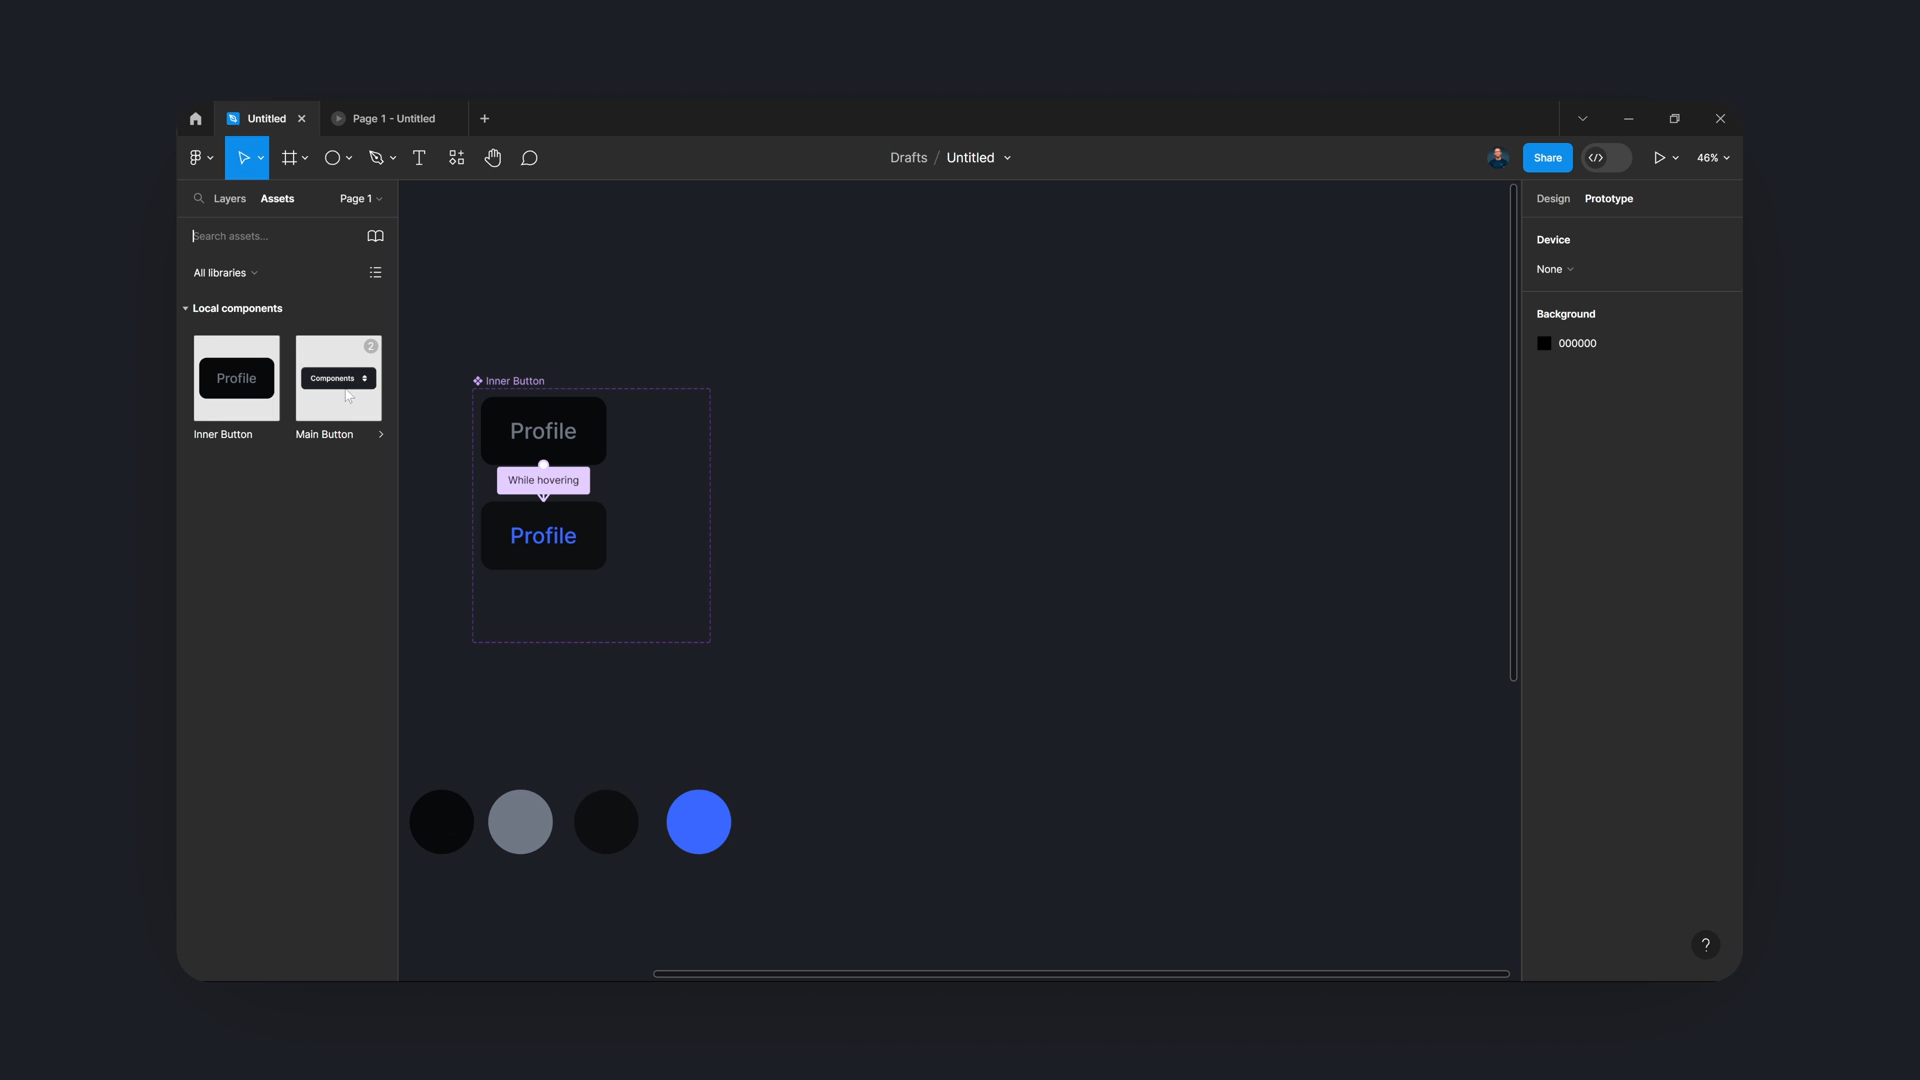 Untitled
Page 1 - Untitled
Drafts / Untitled
Share
46%
Layers Assets Page 1
Search assets...
All libraries
Local components
Profile
2
Components
Inner Button
Main Button
Inner Button
Profile
While hovering
Profile
Design Prototype
Device
None
Background
000000
?